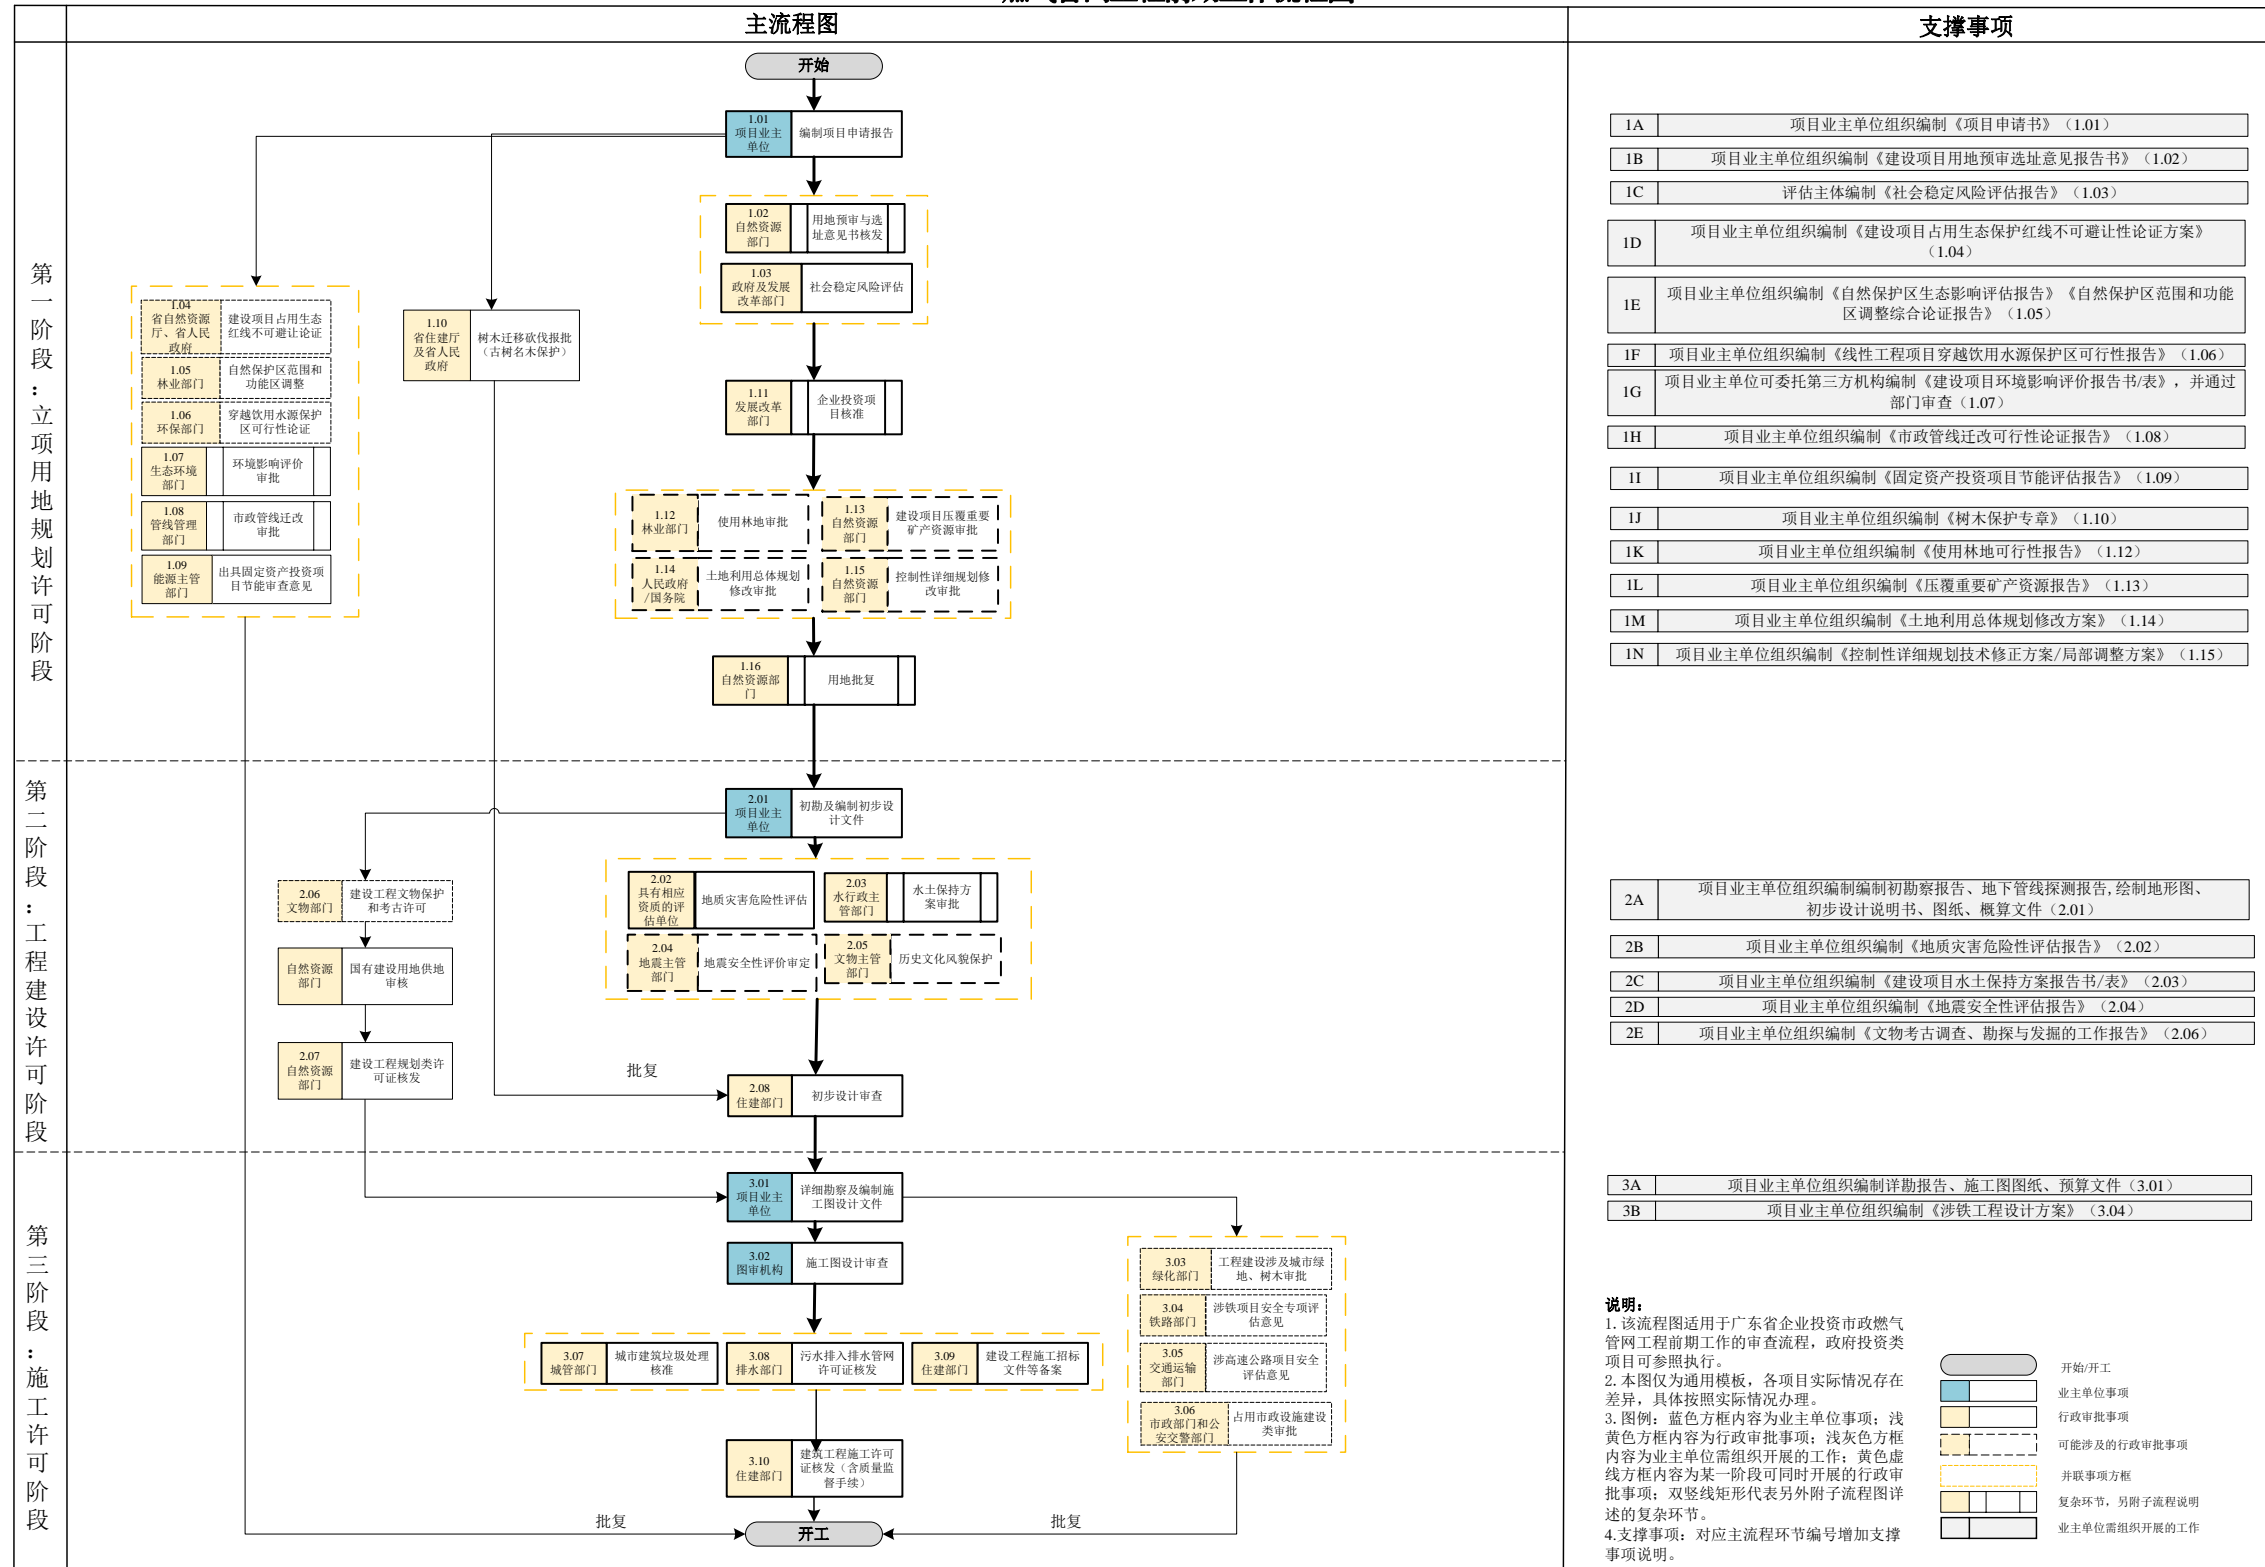 主流程图
支撑事项
第一阶段：立项用地规划许可阶段
开始
1.01
项目业主
单位
编制项目申请报告
1.02
自然资源
部门
用地预审与选
址意见书核发
1.03
政府及发展
改革部门
社会稳定风险评估
1.04
省自然资源
厅、省人民
政府
建设项目占用生态
红线不可避让论证
1.05
林业部门
自然保护区范围和
功能区调整
1.06
环保部门
穿越饮用水源保护
区可行性论证
1.07
生态环境
部门
环境影响评价
审批
1.08
管线管理
部门
市政管线迁改
审批
1.09
能源主管
部门
出具固定资产投资项
目节能审查意见
1.10
省住建厅
及省人民
政府
树木迁移砍伐报批
（古树名木保护）
1.11
发展改革
部门
企业投资项
目核准
1.12
林业部门
使用林地审批
1.13
自然资源
部门
建设项目压覆重要
矿产资源审批
1.14
人民政府
/国务院
土地利用总体规划
修改审批
1.15
自然资源
部门
控制性详细规划修
改审批
1.16
自然资源部
门
用地批复
第二阶段：工程建设许可阶段
2.01
项目业主
单位
初勘及编制初步设
计文件
2.02
具有相应
资质的评
估单位
地质灾害危险性评估
2.03
水行政主
管部门
水土保持方
案审批
2.04
地震主管
部门
地震安全性评价审定
2.05
文物主管
部门
历史文化风貌保护
2.06
文物部门
建设工程文物保护
和考古许可
自然资源
部门
国有建设用地供地
审核
2.07
自然资源
部门
建设工程规划类许
可证核发
批复
2.08
住建部门
初步设计审查
第三阶段：施工许可阶段
3.01
项目业主
单位
详细勘察及编制施
工图设计文件
3.02
图审机构
施工图设计审查
3.03
绿化部门
工程建设涉及城市绿
地、树木审批
3.04
铁路部门
涉铁项目安全专项评
估意见
3.05
交通运输
部门
涉高速公路项目安全
评估意见
3.06
市政部门和公
安交警部门
占用市政设施建设
类审批
3.07
城管部门
城市建筑垃圾处理
核准
3.08
排水部门
污水排入排水管网
许可证核发
3.09
住建部门
建设工程施工招标
文件等备案
3.10
住建部门
建筑工程施工许可
证核发（含质量监
督手续）
批复
批复
开工
1A 项目业主单位组织编制《项目申请书》（1.01）
1B 项目业主单位组织编制《建设项目用地预审选址意见报告书》（1.02）
1C 评估主体编制《社会稳定风险评估报告》（1.03）
1D 项目业主单位组织编制《建设项目占用生态保护红线不可避让性论证方案》
（1.04）
1E 项目业主单位组织编制《自然保护区生态影响评估报告》《自然保护区范围和功能
区调整综合论证报告》（1.05）
1F 项目业主单位组织编制《线性工程项目穿越饮用水源保护区可行性报告》（1.06）
1G 项目业主单位可委托第三方机构编制《建设项目环境影响评价报告书/表》，并通过
部门审查（1.07）
1H 项目业主单位组织编制《市政管线迁改可行性论证报告》（1.08）
1I 项目业主单位组织编制《固定资产投资项目节能评估报告》（1.09）
1J 项目业主单位组织编制《树木保护专章》（1.10）
1K 项目业主单位组织编制《使用林地可行性报告》（1.12）
1L 项目业主单位组织编制《压覆重要矿产资源报告》（1.13）
1M 项目业主单位组织编制《土地利用总体规划修改方案》（1.14）
1N 项目业主单位组织编制《控制性详细规划技术修正方案/局部调整方案》（1.15）
2A 项目业主单位组织编制编制初勘察报告、地下管线探测报告,绘制地形图、
初步设计说明书、图纸、概算文件（2.01）
2B 项目业主单位组织编制《地质灾害危险性评估报告》（2.02）
2C 项目业主单位组织编制《建设项目水土保持方案报告书/表》（2.03）
2D 项目业主单位组织编制《地震安全性评估报告》（2.04）
2E 项目业主单位组织编制《文物考古调查、勘探与发掘的工作报告》（2.06）
3A 项目业主单位组织编制详勘报告、施工图图纸、预算文件（3.01）
3B 项目业主单位组织编制《涉铁工程设计方案》（3.04）
说明：
1.该流程图适用于广东省企业投资市政燃气
管网工程前期工作的审查流程，政府投资类
项目可参照执行。
2.本图仅为通用模板，各项目实际情况存在
差异，具体按照实际情况办理。
3.图例：蓝色方框内容为业主单位事项；浅
黄色方框内容为行政审批事项；浅灰色方框
内容为业主单位需组织开展的工作；黄色虚
线方框内容为某一阶段可同时开展的行政审
批事项；双竖线矩形代表另外附子流程图详
述的复杂环节。
4.支撑事项：对应主流程环节编号增加支撑
事项说明。
开始/开工
业主单位事项
行政审批事项
可能涉及的行政审批事项
并联事项方框
复杂环节，另附子流程说明
业主单位需组织开展的工作